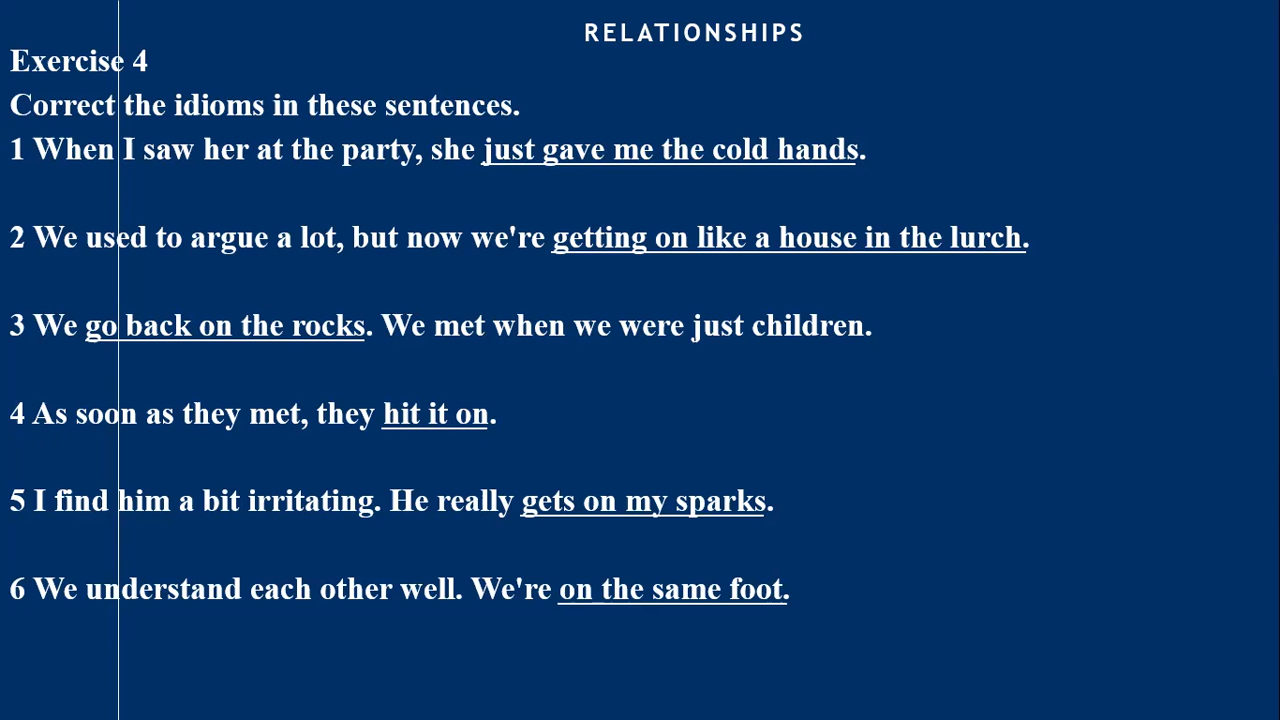 RELATIONSHIPS
Exercise 4
Correct the idioms in these sentences.
1 When I saw her at the party, she just gave me the cold hands.
2 We used to argue a lot, but now we're getting on like a house in the lurch.
3 We go back on the rocks. We met when we were just children.
4 As soon as they met, they hit it on.
5 I find him a bit irritating. He really gets on my sparks.
6 We understand each other well. We're on the same foot.